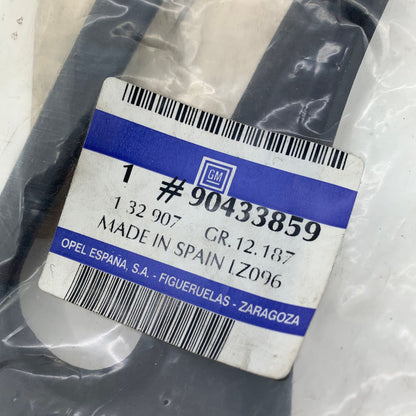 GM
1 #90433859
1 32 907 GR.12.187
MADE IN SPAIN LZ096
OPEL ESPAÑA, S.A. - FIGUERUELAS - ZARAGOZA